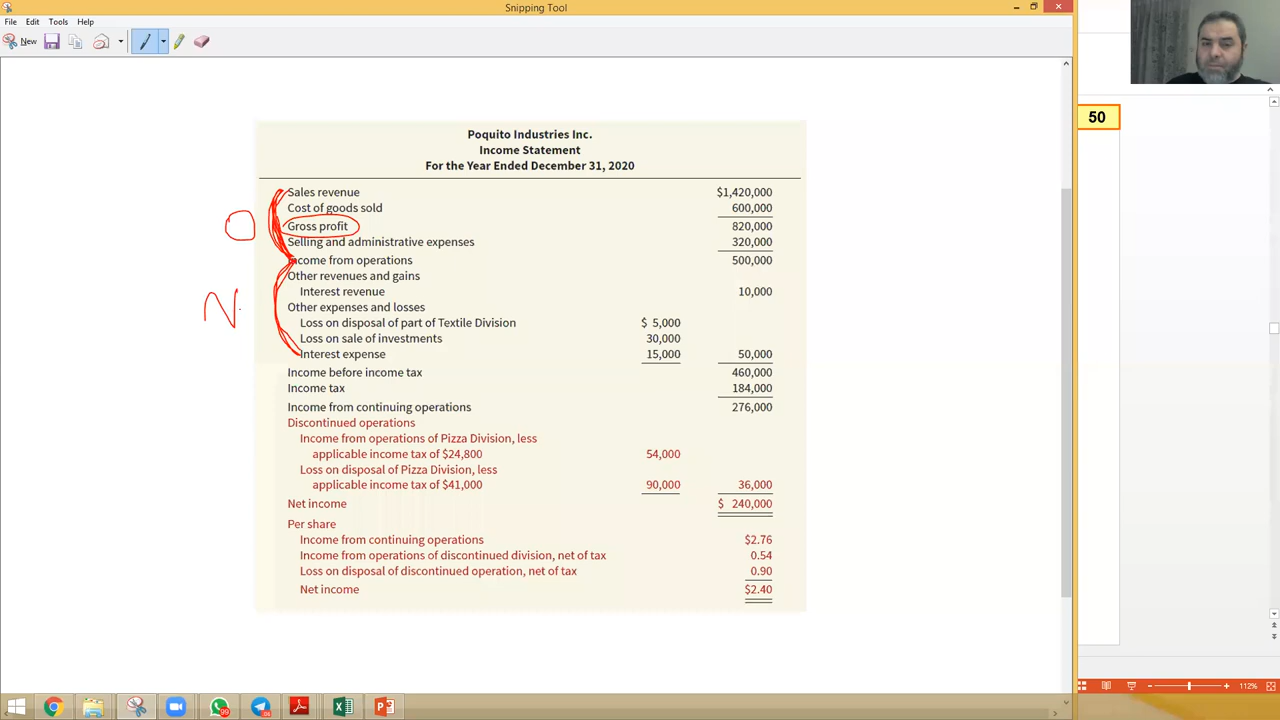 Snipping Tool
File Edit Tools Help
New
50
Poquito Industries Inc.
Income Statement
For the Year Ended December 31, 2020
Sales revenue $1,420,000
Cost of goods sold 600,000
O
Gross profit 820,000
Selling and administrative expenses 320,000
Income from operations 500,000
Other revenues and gains
Interest revenue 10,000
N
Other expenses and losses
Loss on disposal of part of Textile Division $ 5,000
Loss on sale of investments 30,000
Interest expense 15,000 50,000
Income before income tax 460,000
Income tax 184,000
Income from continuing operations 276,000
Discontinued operations
Income from operations of Pizza Division, less
applicable income tax of $24,800 54,000
Loss on disposal of Pizza Division, less
applicable income tax of $41,000 90,000 36,000
Net income $ 240,000
Per share
Income from continuing operations $2.76
Income from operations of discontinued division, net of tax 0.54
Loss on disposal of discontinued operation, net of tax 0.90
Net income $2.40
112%
99